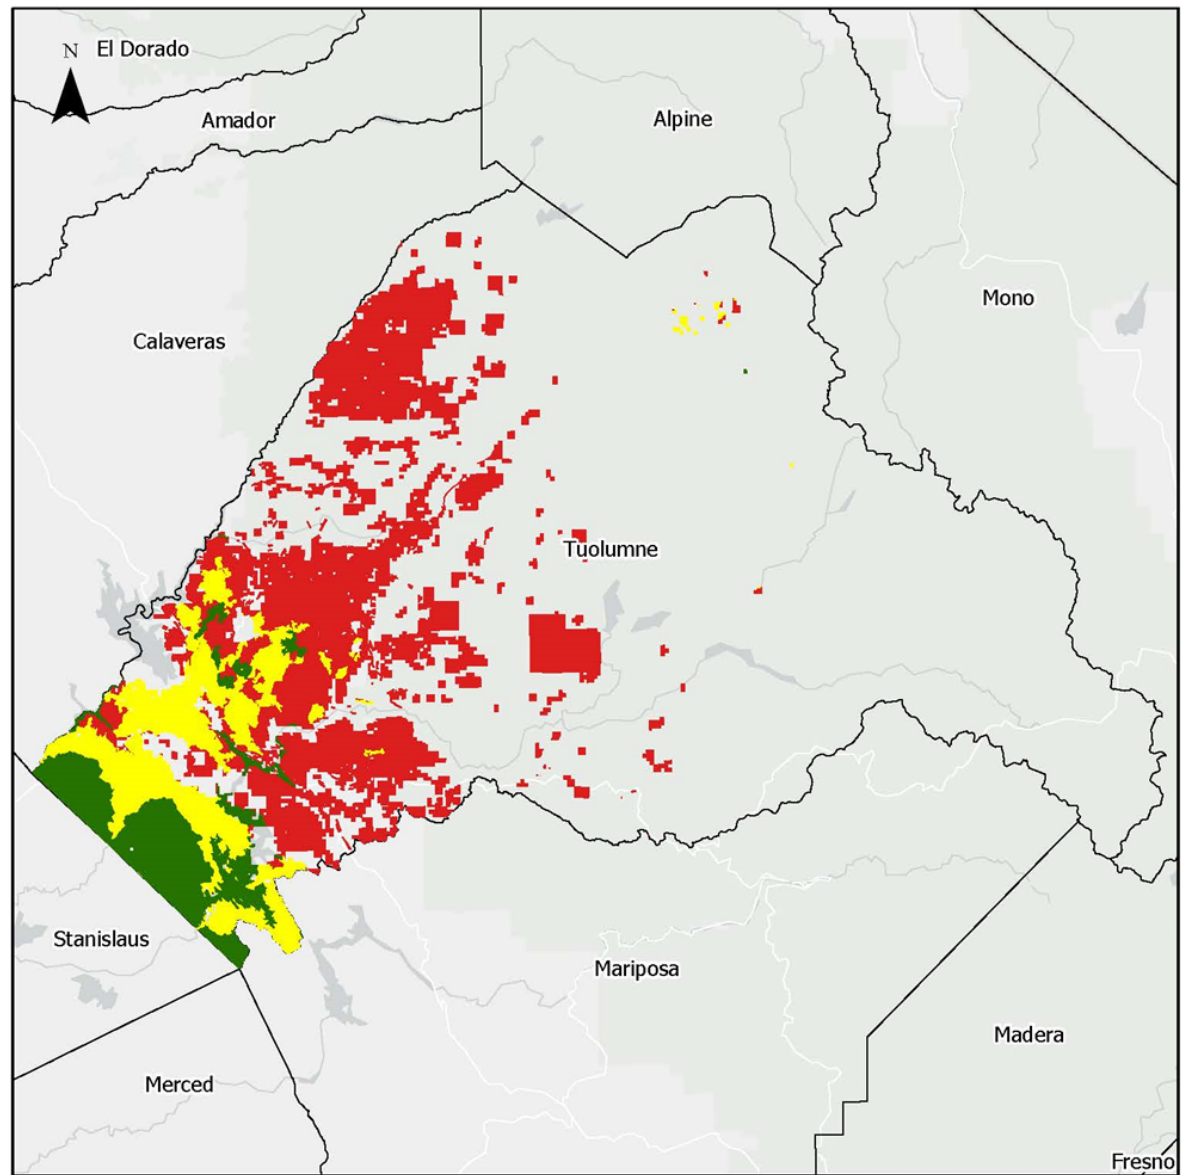 N
El Dorado
Amador
Alpine
Mono
Calaveras
Tuolumne
Stanislaus
Mariposa
Madera
Merced
Fresno